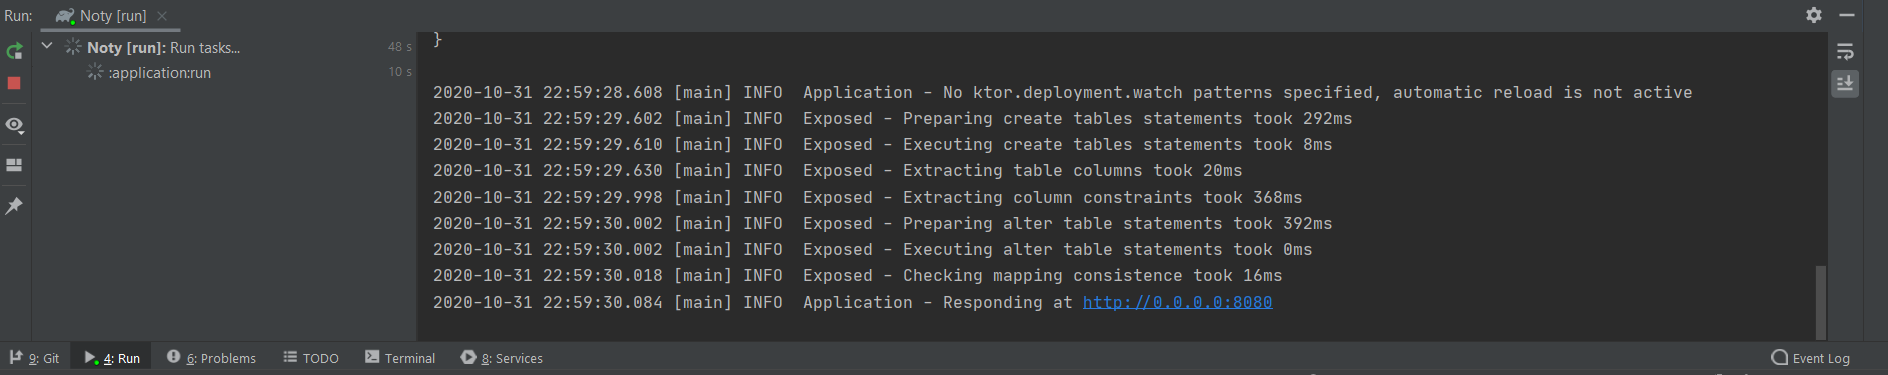 Run: Noty [run]
Noty [run]: Run tasks... 48 s
:application:run 10 s
}
2020-10-31 22:59:28.608 [main] INFO  Application - No ktor.deployment.watch patterns specified, automatic reload is not active
2020-10-31 22:59:29.602 [main] INFO  Exposed - Preparing create tables statements took 292ms
2020-10-31 22:59:29.610 [main] INFO  Exposed - Executing create tables statements took 8ms
2020-10-31 22:59:29.630 [main] INFO  Exposed - Extracting table columns took 20ms
2020-10-31 22:59:29.998 [main] INFO  Exposed - Extracting column constraints took 368ms
2020-10-31 22:59:30.002 [main] INFO  Exposed - Preparing alter table statements took 392ms
2020-10-31 22:59:30.002 [main] INFO  Exposed - Executing alter table statements took 0ms
2020-10-31 22:59:30.018 [main] INFO  Exposed - Checking mapping consistence took 16ms
2020-10-31 22:59:30.084 [main] INFO  Application - Responding at http://0.0.0.0:8080
9: Git 4: Run 6: Problems TODO Terminal 8: Services Event Log